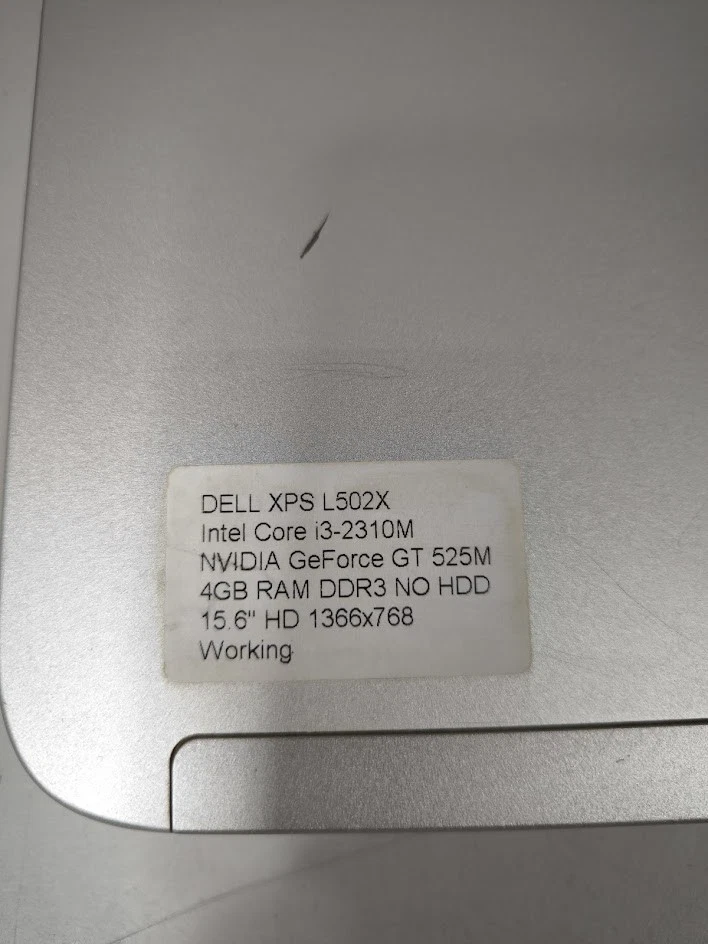 DELL XPS L502X
Intel Core i3-2310M
NVIDIA GeForce GT 525M
4GB RAM DDR3 NO HDD
15.6" HD 1366x768
Working